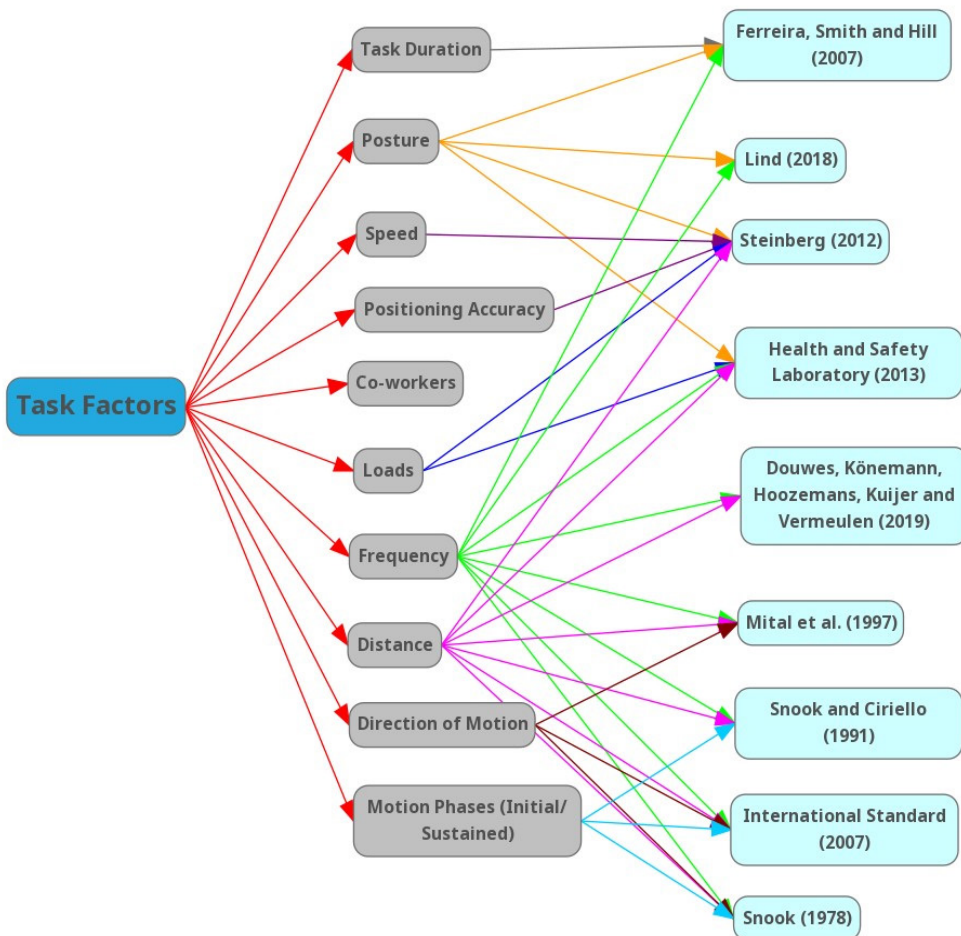 Task Factors
Task Duration
Posture
Speed
Positioning Accuracy
Co-workers
Loads
Frequency
Distance
Direction of Motion
Motion Phases (Initial/
Sustained)
Ferreira, Smith and Hill
(2007)
Lind (2018)
Steinberg (2012)
Health and Safety
Laboratory (2013)
Douwes, Könemann,
Hoozemans, Kuijer and
Vermeulen (2019)
Mital et al. (1997)
Snook and Ciriello
(1991)
International Standard
(2007)
Snook (1978)